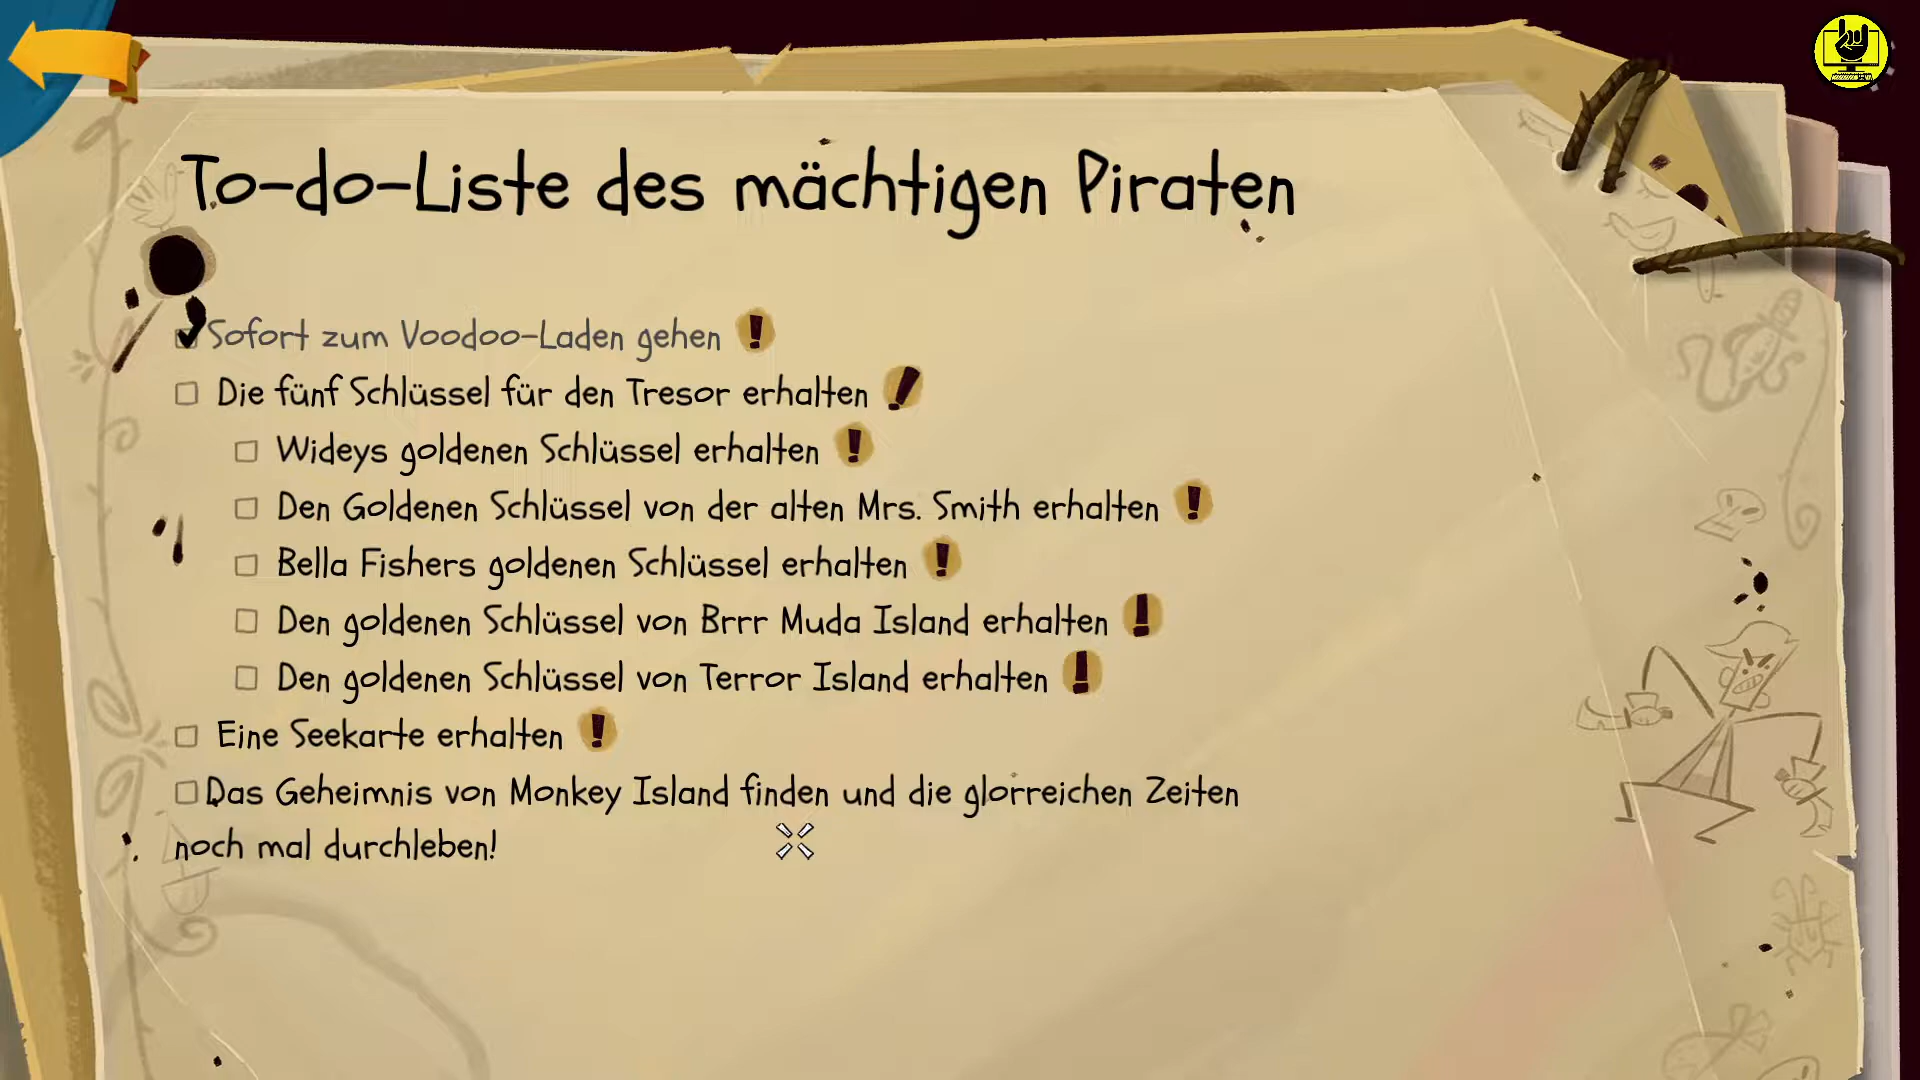 To-do-Liste des mächtigen Piraten
Sofort zum Voodoo-Laden gehen !
Die fünf Schlüssel für den Tresor erhalten !
Wideys goldenen Schlüssel erhalten !
Den Goldenen Schlüssel von der alten Mrs. Smith erhalten !
Bella Fishers goldenen Schlüssel erhalten !
Den goldenen Schlüssel von Brrr Muda Island erhalten !
Den goldenen Schlüssel von Terror Island erhalten !
Eine Seekarte erhalten !
Das Geheimnis von Monkey Island finden und die glorreichen Zeiten
noch mal durchleben!